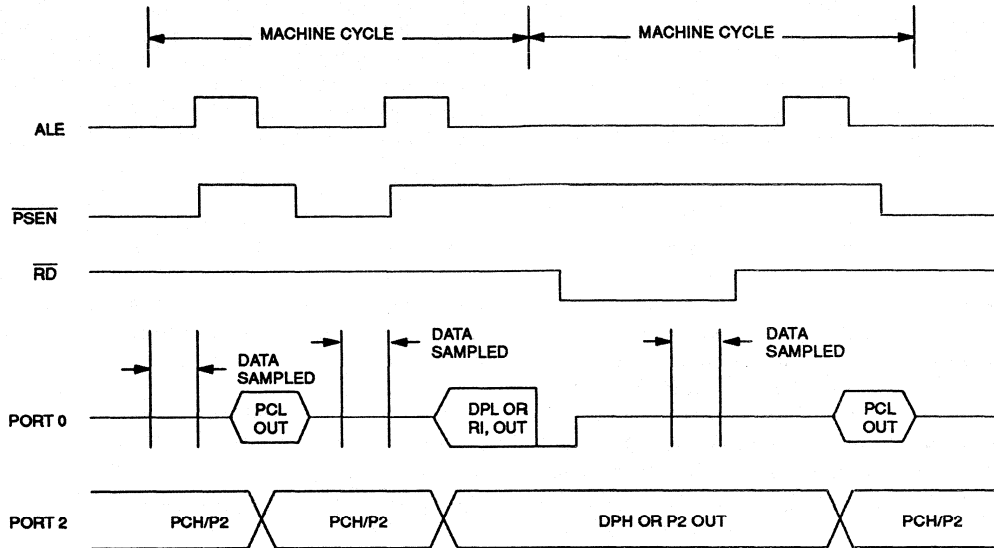 MACHINE CYCLE MACHINE CYCLE
ALE
PSEN
RD
DATA
SAMPLED
DATA
SAMPLED
DATA
SAMPLED
PORT 0
PCL
OUT
DPL OR
RI, OUT
PCL
OUT
PORT 2
PCH/P2
PCH/P2
DPH OR P2 OUT
PCH/P2